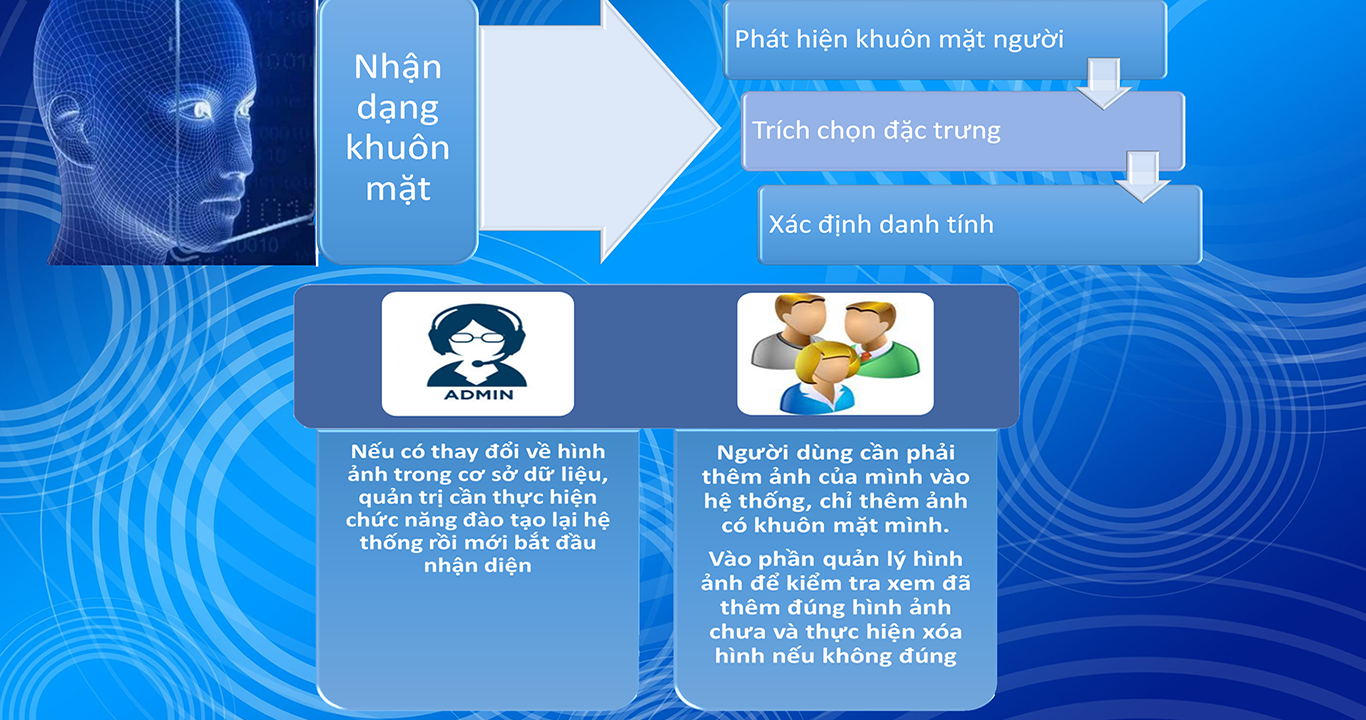 Nhận
dạng
khuôn
mặt
Phát hiện khuôn mặt người
Trích chọn đặc trưng
Xác định danh tính
ADMIN
Nếu có thay đổi về hình
ảnh trong cơ sở dữ liệu,
quản trị cần thực hiện
chức năng đào tạo lại hệ
thống rồi mới bắt đầu
nhận diện
Người dùng cần phải
thêm ảnh của mình vào
hệ thống, chỉ thêm ảnh
có khuôn mặt mình.
Vào phần quản lý hình
ảnh để kiểm tra xem đã
thêm đúng hình ảnh
chưa và thực hiện xóa
hình nếu không đúng